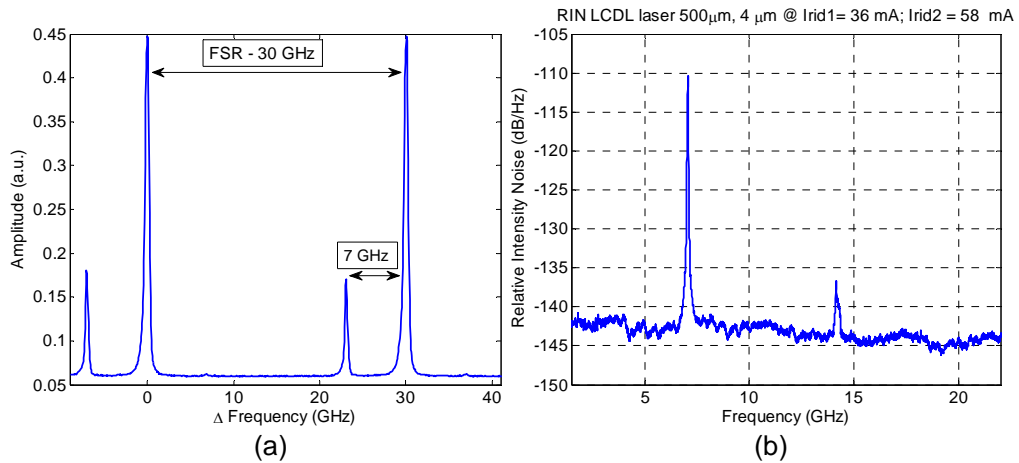 RIN LCDL laser 500μm, 4 μm @ Irid1= 36 mA; Irid2 = 58 mA
0.45
0.4
0.35
0.3
0.25
0.2
0.15
0.1
0.05
Amplitude (a.u.)
FSR - 30 GHz
7 GHz
0 10 20 30 40
Δ Frequency (GHz)
(a)
-105
-110
-115
-120
-125
-130
-135
-140
-145
-150
Relative Intensity Noise (dB/Hz)
5 10 15 20
Frequency (GHz)
(b)